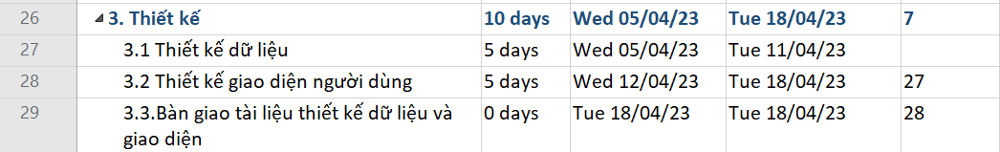 26 3. Thiết kế 10 days Wed 05/04/23 Tue 18/04/23 7
27 3.1 Thiết kế dữ liệu 5 days Wed 05/04/23 Tue 11/04/23
28 3.2 Thiết kế giao diện người dùng 5 days Wed 12/04/23 Tue 18/04/23 27
29 3.3.Bàn giao tài liệu thiết kế dữ liệu và 0 days Tue 18/04/23 Tue 18/04/23 28
giao diện